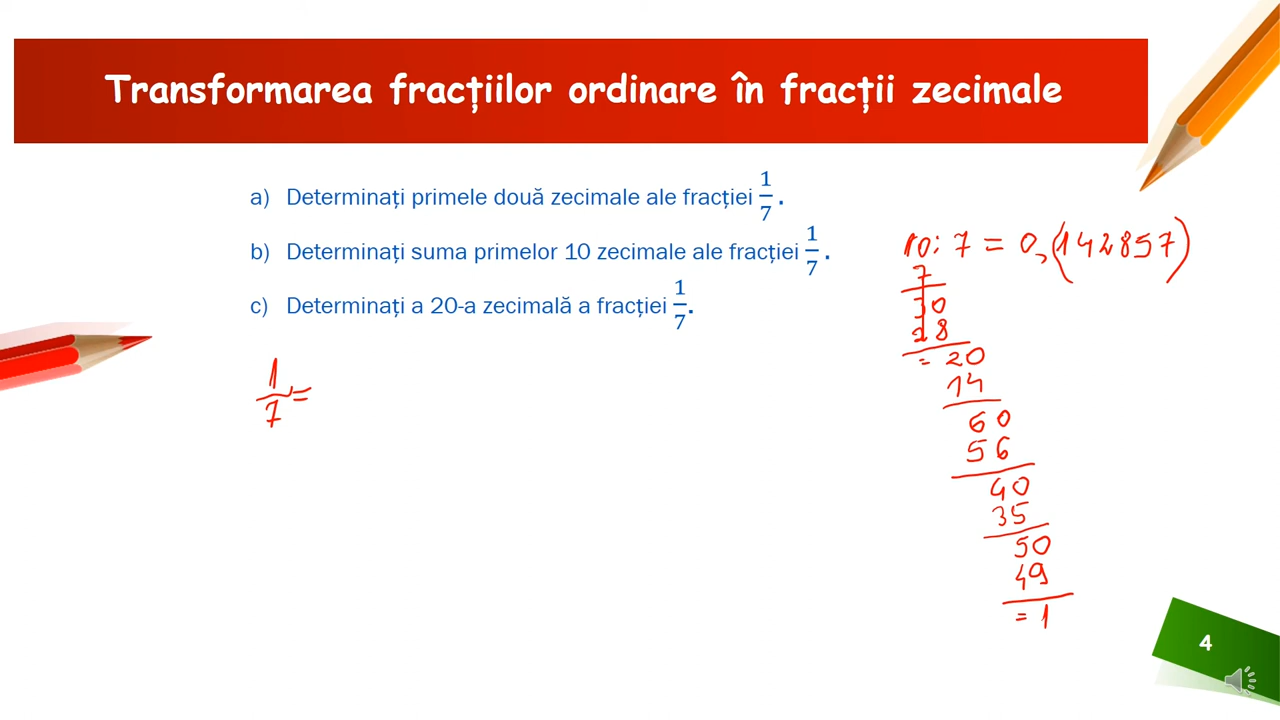 Transformarea fracțiilor ordinare în fracții zecimale
a) Determinați primele două zecimale ale fracției 1/7 .
b) Determinați suma primelor 10 zecimale ale fracției 1/7 .
c) Determinați a 20-a zecimală a fracției 1/7.
1/7 =
10 : 7 = 0,(142857)
7
30
28
= 20
14
60
56
40
35
50
49
= 1
4